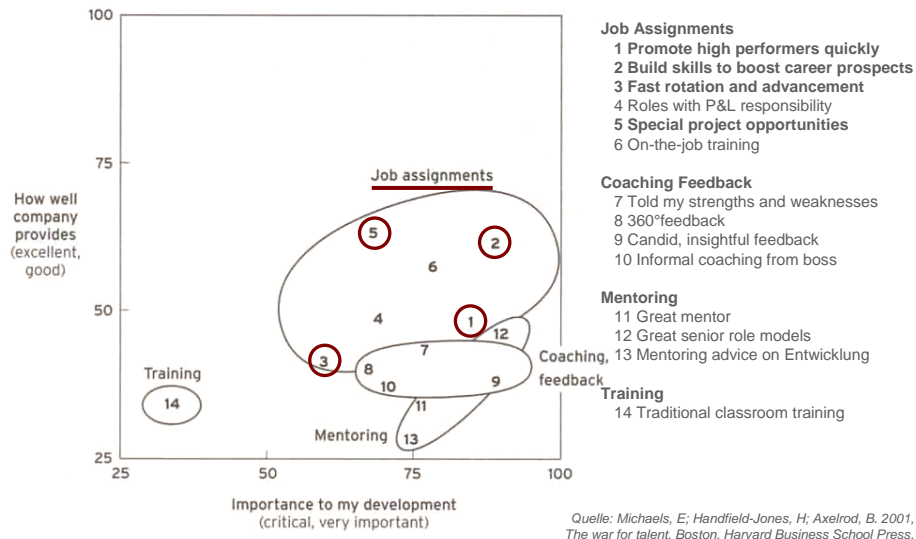 100
75
50
25
How well
company
provides
(excellent,
good)
Job assignments
5
2
6
4
1
12
3
7
8
10
9
Coaching,
feedback
11
Mentoring
13
Training
14
25
50
75
100
Importance to my development
(critical, very important)
Job Assignments
1 Promote high performers quickly
2 Build skills to boost career prospects
3 Fast rotation and advancement
4 Roles with P&L responsibility
5 Special project opportunities
6 On-the-job training
Coaching Feedback
7 Told my strengths and weaknesses
8 360°feedback
9 Candid, insightful feedback
10 Informal coaching from boss
Mentoring
11 Great mentor
12 Great senior role models
13 Mentoring advice on Entwicklung
Training
14 Traditional classroom training
Quelle: Michaels, E; Handfield-Jones, H; Axelrod, B. 2001,
The war for talent. Boston. Harvard Business School Press.